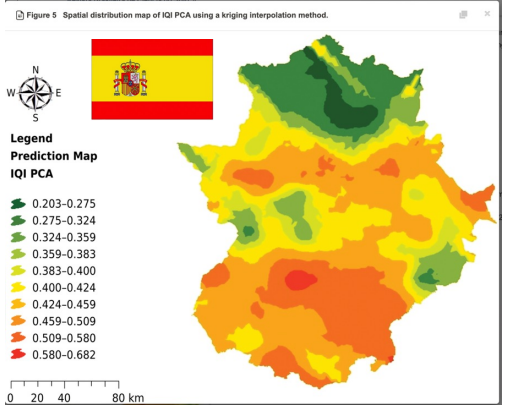 Figure 5 Spatial distribution map of IQI PCA using a kriging interpolation method.
N
W E
S
Legend
Prediction Map
IQI PCA
0.203–0.275
0.275–0.324
0.324–0.359
0.359–0.383
0.383–0.400
0.400–0.424
0.424–0.459
0.459–0.509
0.509–0.580
0.580–0.682
0 20 40 80 km